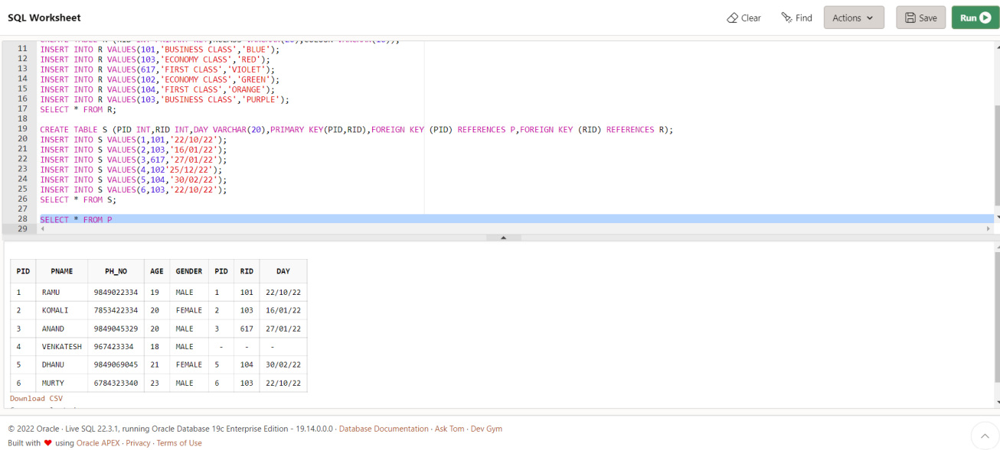 SQL Worksheet
Clear Find Actions Save Run
11 INSERT INTO R VALUES(101,'BUSINESS CLASS','BLUE');
12 INSERT INTO R VALUES(103,'ECONOMY CLASS','RED');
13 INSERT INTO R VALUES(617,'FIRST CLASS','VIOLET');
14 INSERT INTO R VALUES(102,'ECONOMY CLASS','GREEN');
15 INSERT INTO R VALUES(104,'FIRST CLASS','ORANGE');
16 INSERT INTO R VALUES(103,'BUSINESS CLASS','PURPLE');
17 SELECT * FROM R;
18
19 CREATE TABLE S (PID INT,RID INT,DAY VARCHAR(20),PRIMARY KEY(PID,RID),FOREIGN KEY (PID) REFERENCES P,FOREIGN KEY (RID) REFERENCES R);
20 INSERT INTO S VALUES(1,101,'22/10/22');
21 INSERT INTO S VALUES(2,103,'16/01/22');
22 INSERT INTO S VALUES(3,617,'27/01/22');
23 INSERT INTO S VALUES(4,102'25/12/22');
24 INSERT INTO S VALUES(5,104,'30/02/22');
25 INSERT INTO S VALUES(6,103,'22/10/22');
26 SELECT * FROM S;
27
28 SELECT * FROM P
29
PID PNAME PH_NO AGE GENDER PID RID DAY
1 RAMU 9849022334 19 MALE 1 101 22/10/22
2 KOMALI 7853422334 20 FEMALE 2 103 16/01/22
3 ANAND 9849045329 20 MALE 3 617 27/01/22
4 VENKATESH 967423334 18 MALE - - -
5 DHANU 9849069045 21 FEMALE 5 104 30/02/22
6 MURTY 6784323340 23 MALE 6 103 22/10/22
Download CSV
© 2022 Oracle · Live SQL 22.3.1, running Oracle Database 19c Enterprise Edition - 19.14.0.0.0 · Database Documentation · Ask Tom · Dev Gym
Built with ❤ using Oracle APEX · Privacy · Terms of Use